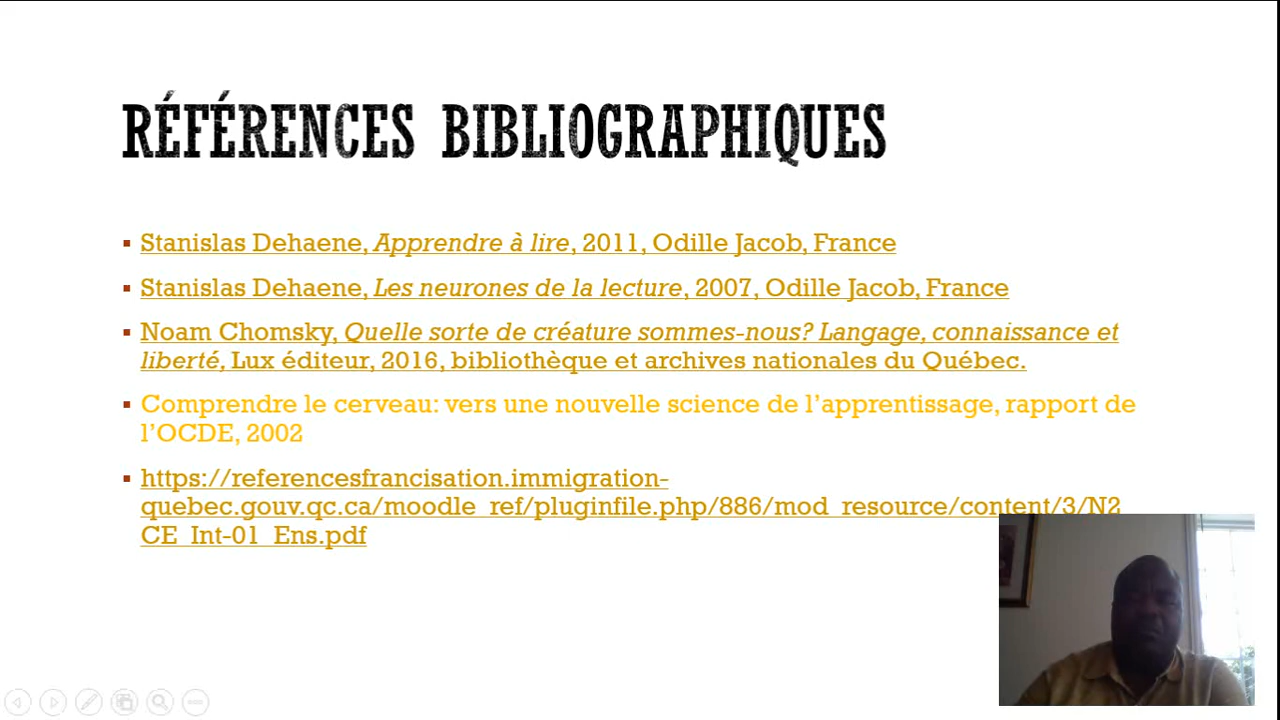 RÉFÉRENCES BIBLIOGRAPHIQUES
Stanislas Dehaene, Apprendre à lire, 2011, Odille Jacob, France
Stanislas Dehaene, Les neurones de la lecture, 2007, Odille Jacob, France
Noam Chomsky, Quelle sorte de créature sommes-nous? Langage, connaissance et
liberté, Lux éditeur, 2016, bibliothèque et archives nationales du Québec.
Comprendre le cerveau: vers une nouvelle science de l’apprentissage, rapport de
l’OCDE, 2002
https://referencesfrancisation.immigration-
quebec.gouv.qc.ca/moodle_ref/pluginfile.php/886/mod_resource/content/3/N2
CE_Int-01_Ens.pdf